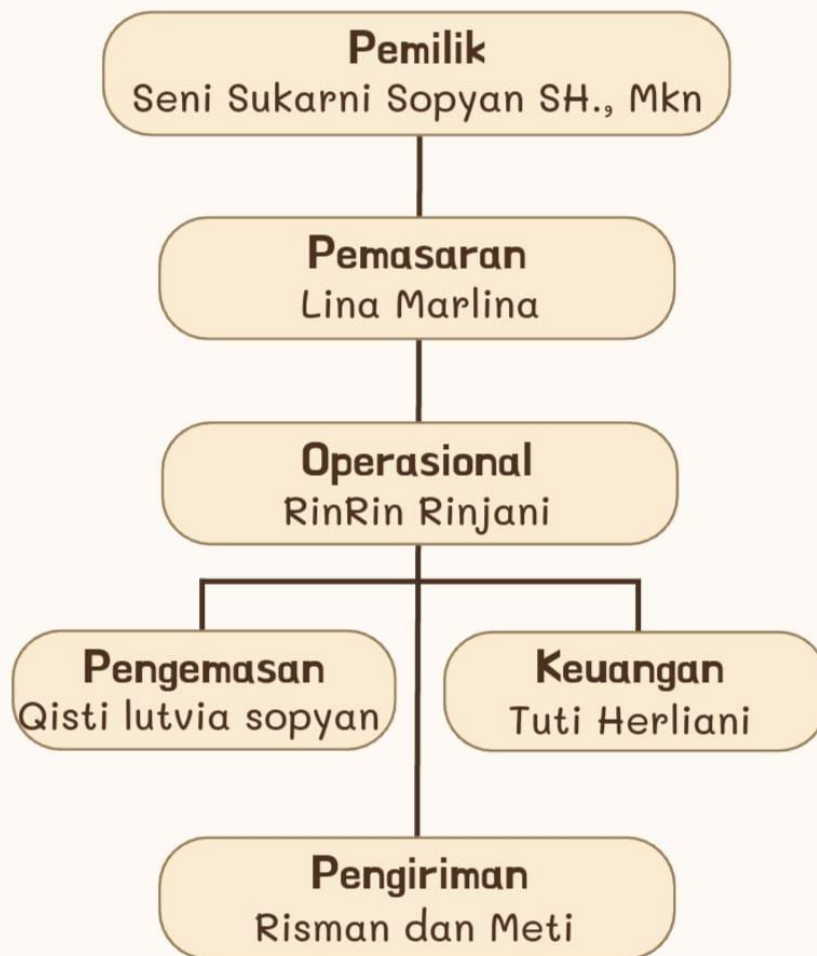 Pemilik
Seni Sukarni Sopyan SH., Mkn
Pemasaran
Lina Marlina
Operasional
RinRin Rinjani
Pengemasan
Qisti lutvia sopyan
Keuangan
Tuti Herliani
Pengiriman
Risman dan Meti